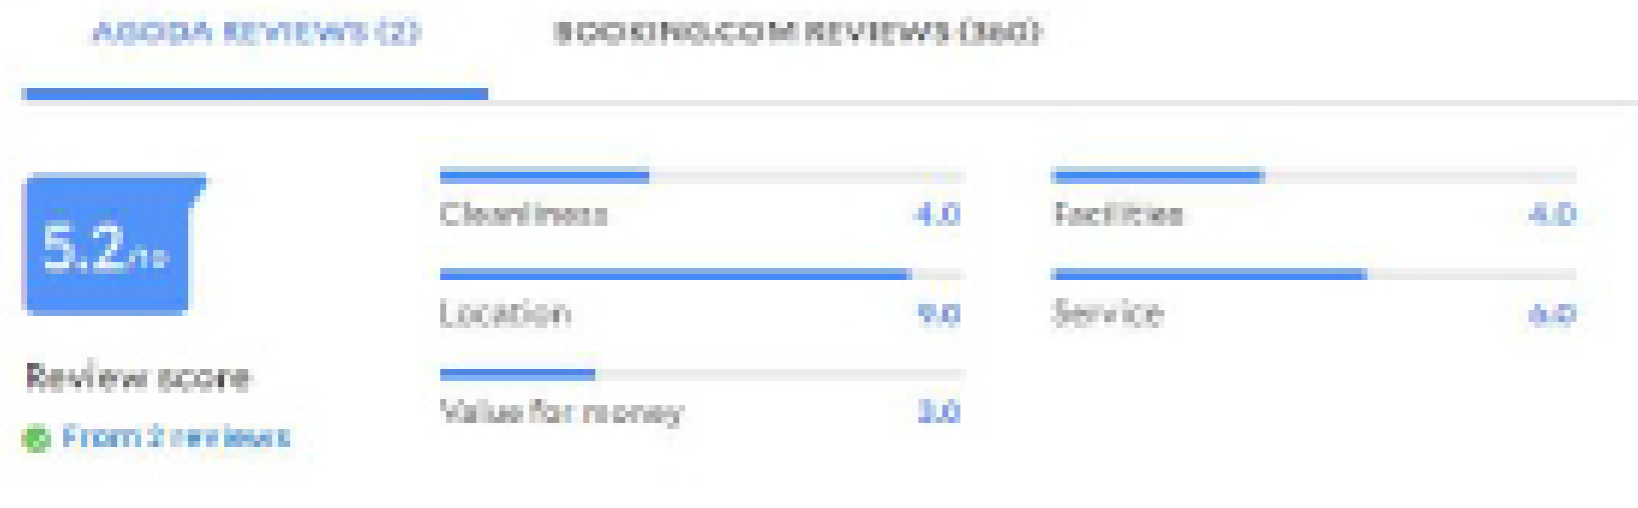 AGODA REVIEWS (2)
BOOKING.COM REVIEWS (360)
5.2/10
Review score
From 2 reviews
Cleanliness 4.0
Facilities 4.0
Location 9.0
Service 6.0
Value for money 3.0